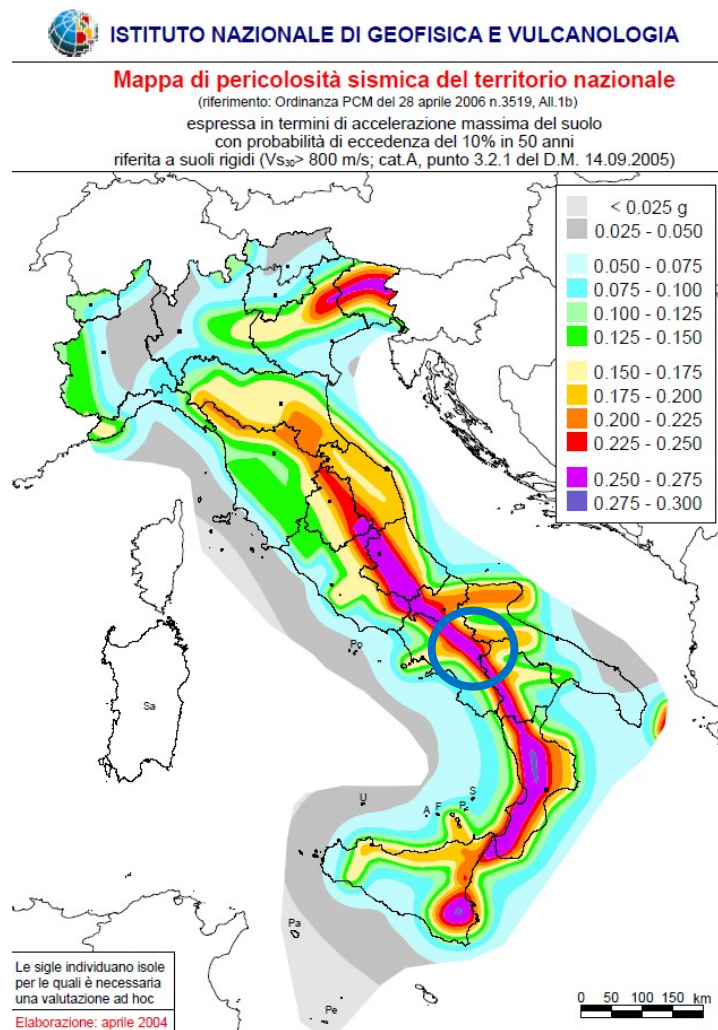 ISTITUTO NAZIONALE DI GEOFISICA E VULCANOLOGIA
Mappa di pericolosità sismica del territorio nazionale
(riferimento: Ordinanza PCM del 28 aprile 2006 n.3519, All.1b)
espressa in termini di accelerazione massima del suolo
con probabilità di eccedenza del 10% in 50 anni
riferita a suoli rigidi (Vs30> 800 m/s; cat.A, punto 3.2.1 del D.M. 14.09.2005)
< 0.025 g
0.025 - 0.050
0.050 - 0.075
0.075 - 0.100
0.100 - 0.125
0.125 - 0.150
0.150 - 0.175
0.175 - 0.200
0.200 - 0.225
0.225 - 0.250
0.250 - 0.275
0.275 - 0.300
Po
Sa
U
A
F
P
S
Pa
Pe
Le sigle individuano isole
per le quali è necessaria
una valutazione ad hoc
Elaborazione: aprile 2004
0 50 100 150 km